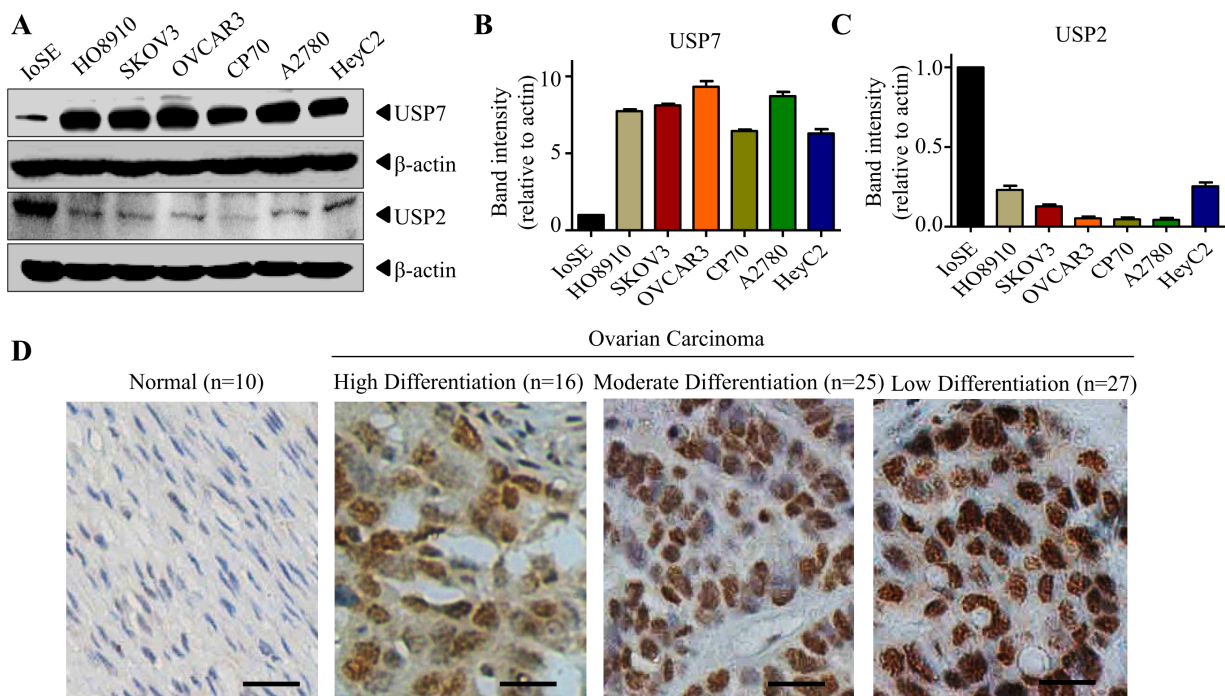 A
IoSE
HO8910
SKOV3
OVCAR3
CP70
A2780
HeyC2
USP7
β-actin
USP2
β-actin
B
USP7
Band intensity
(relative to actin)
10
5
0
IoSE
HO8910
SKOV3
OVCAR3
CP70
A2780
HeyC2
C
USP2
Band intensity
(relative to actin)
1.0
0.5
0.0
IoSE
HO8910
SKOV3
OVCAR3
CP70
A2780
HeyC2
D
Ovarian Carcinoma
Normal (n=10)
High Differentiation (n=16)
Moderate Differentiation (n=25)
Low Differentiation (n=27)